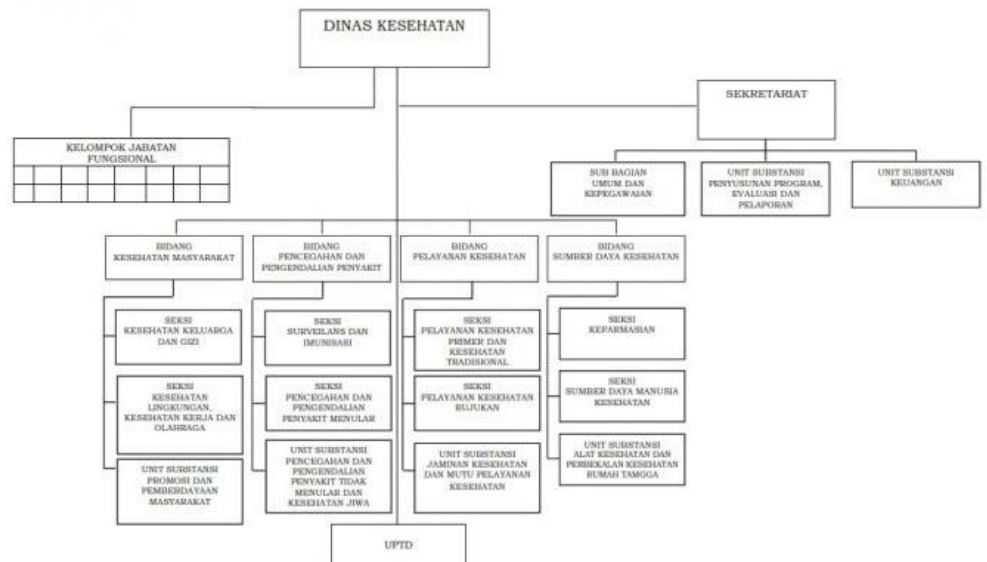 DINAS KESEHATAN
SEKRETARIAT
KELOMPOK JABATAN
FUNGSIONAL
SUB BAGIAN
UMUM DAN
KEPEGAWAIAN
UNIT SUBSTANSI
PENYUSUNAN PROGRAM,
EVALUASI DAN
PELAPORAN
UNIT SUBSTANSI
KEUANGAN
BIDANG
KESEHATAN MASYARAKAT
BIDANG
PENCEGAHAN DAN
PENGENDALIAN PENYAKIT
BIDANG
PELAYANAN KESEHATAN
BIDANG
SUMBER DAYA KESEHATAN
SEKSI
KESEHATAN KELUARGA
DAN GIZI
SEKSI
SURVEILANS DAN
IMUNISASI
SEKSI
PELAYANAN KESEHATAN
PRIMER DAN
KESEHATAN
TRADISIONAL
SEKSI
KEFARMASIAN
SEKSI
KESEHATAN
LINGKUNGAN,
KESEHATAN KERJA DAN
OLAHRAGA
SEKSI
PENCEGAHAN DAN
PENGENDALIAN
PENYAKIT MENULAR
SEKSI
PELAYANAN KESEHATAN
RUJUKAN
SEKSI
SUMBER DAYA MANUSIA
KESEHATAN
UNIT SUBSTANSI
PROMOSI DAN
PEMBERDAYAAN
MASYARAKAT
UNIT SUBSTANSI
PENCEGAHAN DAN
PENGENDALIAN
PENYAKIT TIDAK
MENULAR DAN
KESEHATAN JIWA
UNIT SUBSTANSI
JAMINAN KESEHATAN
DAN MUTU PELAYANAN
KESEHATAN
UNIT SUBSTANSI
ALAT KESEHATAN DAN
PERBEKALAN KESEHATAN
RUMAH TAMGGA
UPTD